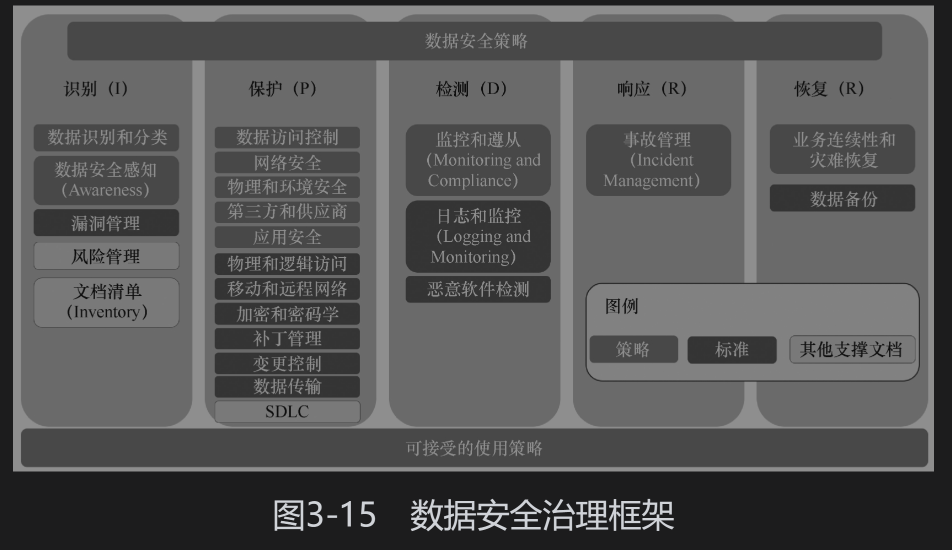 数据安全策略
识别（I）
数据识别和分类
数据安全感知
（Awareness）
漏洞管理
风险管理
文档清单
（Inventory）
保护（P）
数据访问控制
网络安全
物理和环境安全
第三方和供应商
应用安全
物理和逻辑访问
移动和远程网络
加密和密码学
补丁管理
变更控制
数据传输
SDLC
检测（D）
监控和遵从
（Monitoring and
Compliance）
日志和监控
（Logging and
Monitoring）
恶意软件检测
响应（R）
事故管理
（Incident
Management）
恢复（R）
业务连续性和
灾难恢复
数据备份
图例
策略
标准
其他支撑文档
可接受的使用策略
图3-15 数据安全治理框架